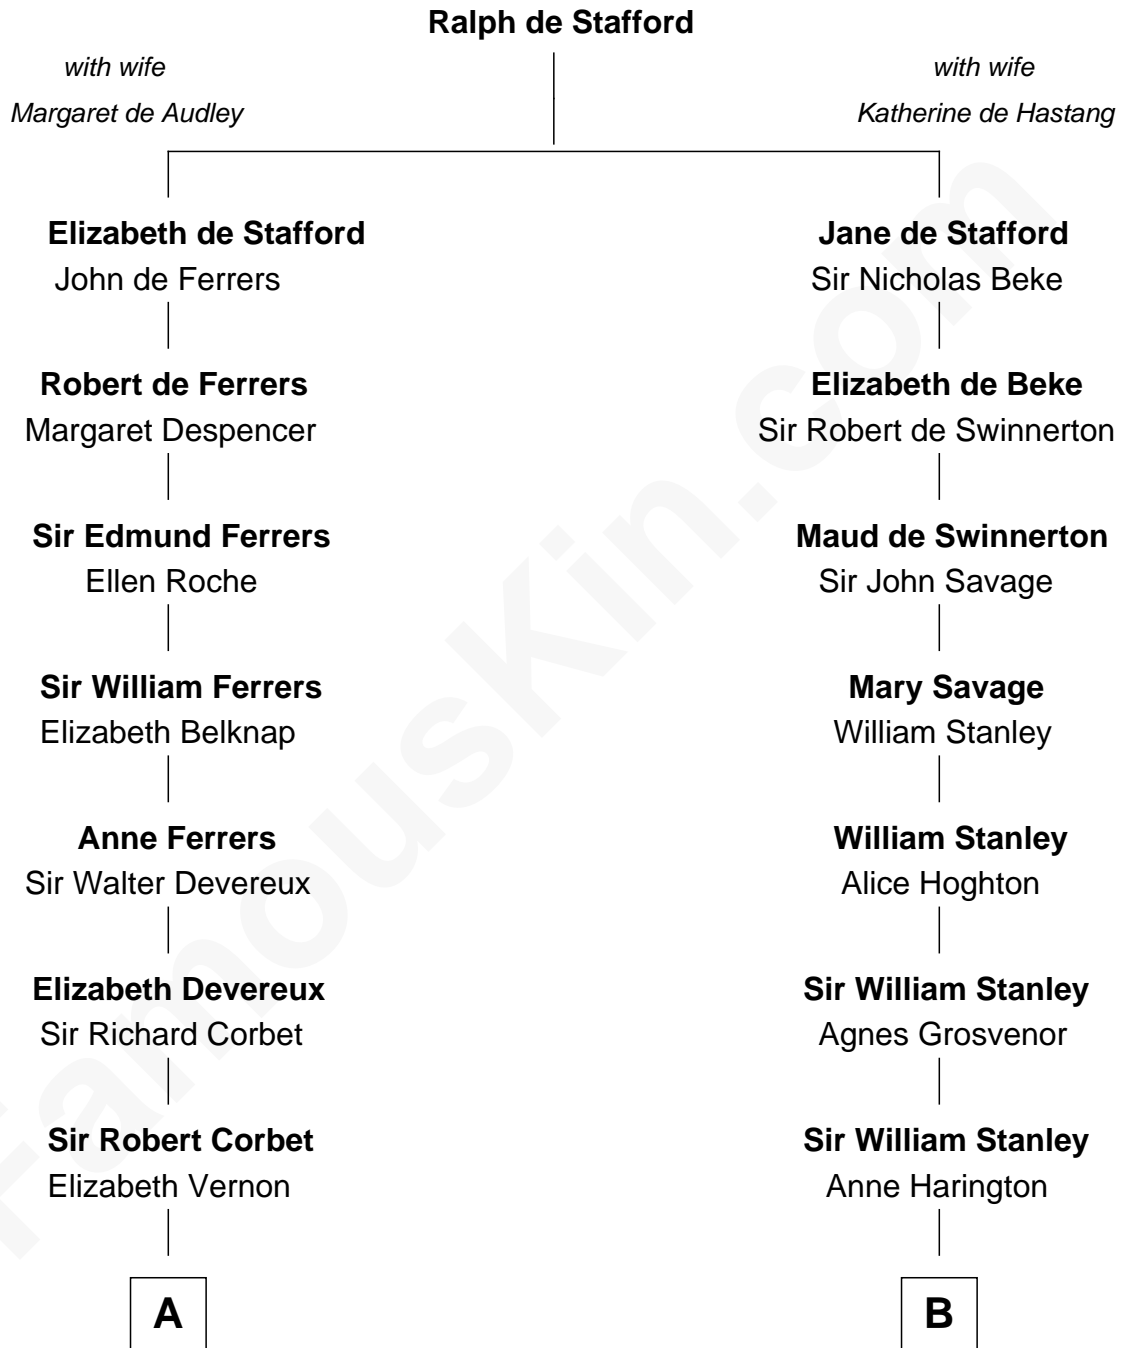 Ralph de Stafford
with wife
Margaret de Audley
with wife
Katherine de Hastang
Elizabeth de Stafford
John de Ferrers
Jane de Stafford
Sir Nicholas Beke
Robert de Ferrers
Margaret Despencer
Elizabeth de Beke
Sir Robert de Swinnerton
Sir Edmund Ferrers
Ellen Roche
Maud de Swinnerton
Sir John Savage
Sir William Ferrers
Elizabeth Belknap
Mary Savage
William Stanley
Anne Ferrers
Sir Walter Devereux
William Stanley
Alice Hoghton
Elizabeth Devereux
Sir Richard Corbet
Sir William Stanley
Agnes Grosvenor
Sir Robert Corbet
Elizabeth Vernon
Sir William Stanley
Anne Harington
A
B
FamousKin.com